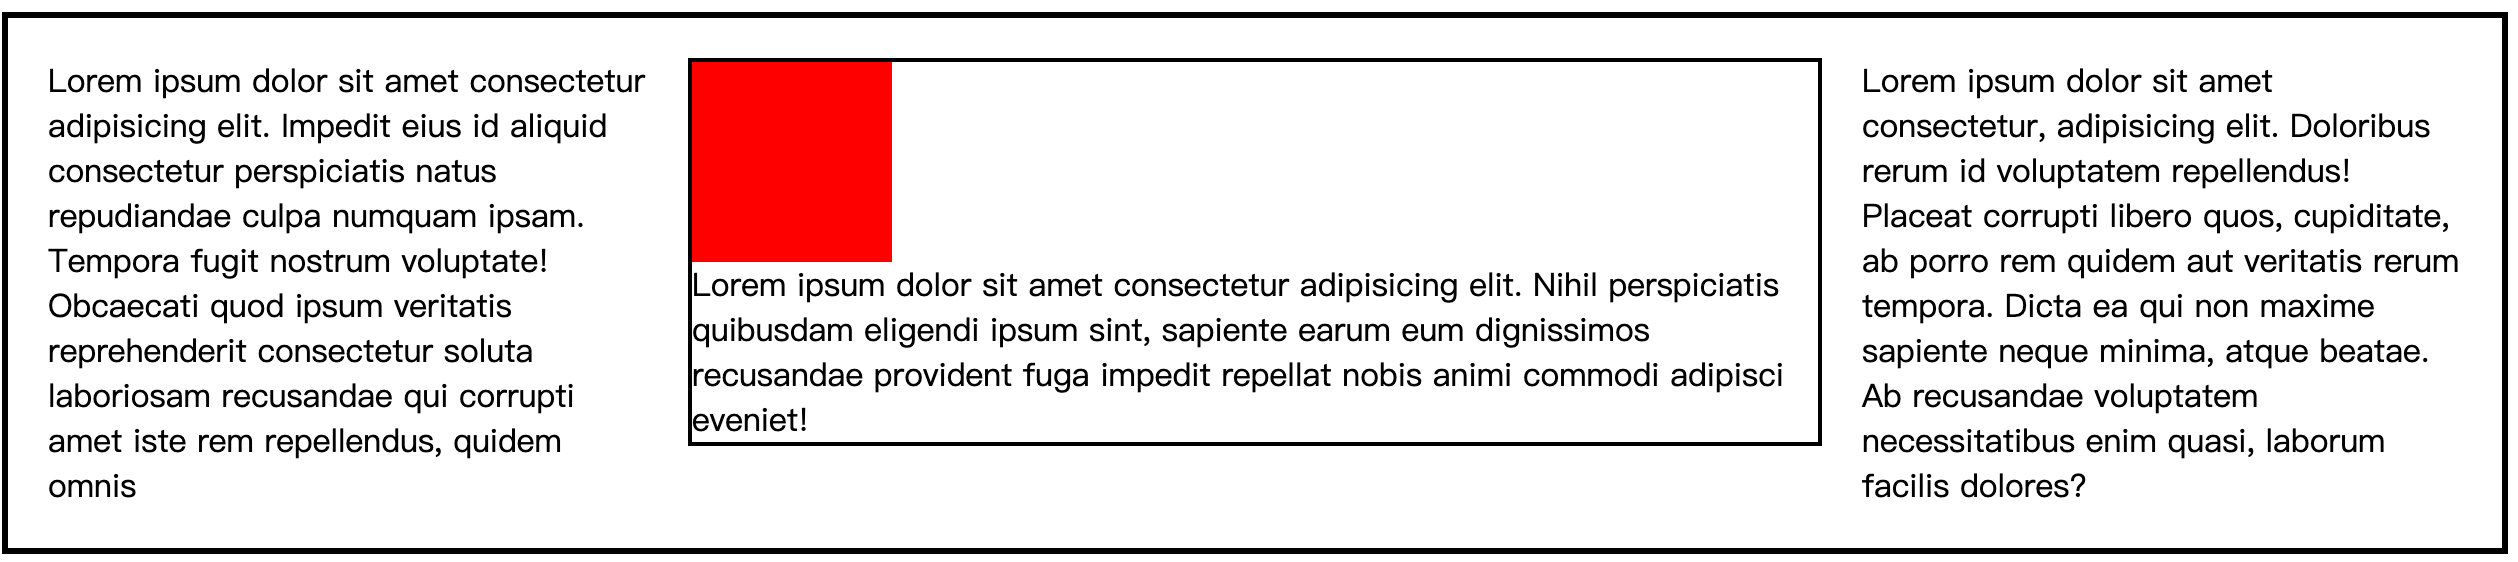 Lorem ipsum dolor sit amet consectetur
adipisicing elit. Impedit eius id aliquid
consectetur perspiciatis natus
repudiandae culpa numquam ipsam.
Tempora fugit nostrum voluptate!
Obcaecati quod ipsum veritatis
reprehenderit consectetur soluta
laboriosam recusandae qui corrupti
amet iste rem repellendus, quidem
omnis
Lorem ipsum dolor sit amet consectetur adipisicing elit. Nihil perspiciatis
quibusdam eligendi ipsum sint, sapiente earum eum dignissimos
recusandae provident fuga impedit repellat nobis animi commodi adipisci
eveniet!
Lorem ipsum dolor sit amet
consectetur, adipisicing elit. Doloribus
rerum id voluptatem repellendus!
Placeat corrupti libero quos, cupiditate,
ab porro rem quidem aut veritatis rerum
tempora. Dicta ea qui non maxime
sapiente neque minima, atque beatae.
Ab recusandae voluptatem
necessitatibus enim quasi, laborum
facilis dolores?